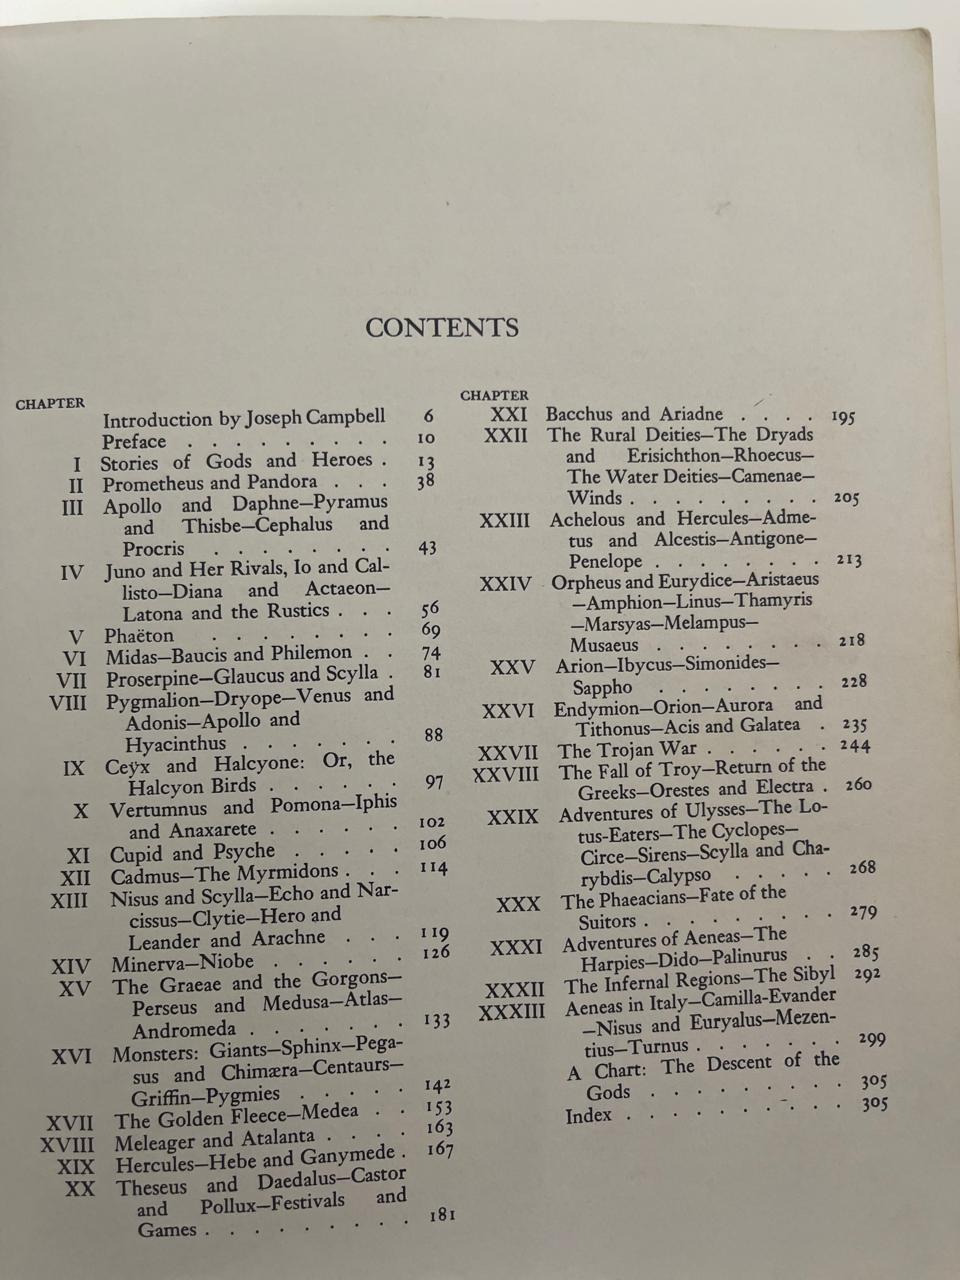 CONTENTS
CHAPTER
Introduction by Joseph Campbell 6
Preface . . . . . . . . . 10
I Stories of Gods and Heroes . 13
II Prometheus and Pandora . . . 38
III Apollo and Daphne—Pyramus
and Thisbe—Cephalus and
Procris . . . . . . . . 43
IV Juno and Her Rivals, Io and Cal-
listo—Diana and Actaeon—
Latona and the Rustics . . . 56
V Phaëton . . . . . . . . 69
VI Midas—Baucis and Philemon . . 74
VII Proserpine—Glaucus and Scylla . 81
VIII Pygmalion—Dryope—Venus and
Adonis—Apollo and
Hyacinthus . . . . . . . 88
IX Ceÿx and Halcyone: Or, the
Halcyon Birds . . . . . . 97
X Vertumnus and Pomona—Iphis
and Anaxarete . . . . . . 102
XI Cupid and Psyche . . . . . 106
XII Cadmus—The Myrmidons . . . 114
XIII Nisus and Scylla—Echo and Nar-
cissus—Clytie—Hero and
Leander and Arachne . . . 119
XIV Minerva—Niobe . . . . . . 126
XV The Graeae and the Gorgons—
Perseus and Medusa—Atlas—
Andromeda . . . . . . . 133
XVI Monsters: Giants—Sphinx—Pega-
sus and Chimæra—Centaurs—
Griffin—Pygmies . . . . . 142
XVII The Golden Fleece—Medea . . 153
XVIII Meleager and Atalanta . . . . 163
XIX Hercules—Hebe and Ganymede . 167
XX Theseus and Daedalus—Castor
and Pollux—Festivals and
Games . . . . . . . . . 181
CHAPTER
XXI Bacchus and Ariadne . . . . 195
XXII The Rural Deities—The Dryads
and Erisichthon—Rhoecus—
The Water Deities—Camenae—
Winds . . . . . . . . . 205
XXIII Achelous and Hercules—Adme-
tus and Alcestis—Antigone—
Penelope . . . . . . . . 213
XXIV Orpheus and Eurydice—Aristaeus
—Amphion—Linus—Thamyris
—Marsyas—Melampus—
Musaeus . . . . . . . . 218
XXV Arion—Ibycus—Simonides—
Sappho . . . . . . . . 228
XXVI Endymion—Orion—Aurora and
Tithonus—Acis and Galatea . 235
XXVII The Trojan War . . . . . . 244
XXVIII The Fall of Troy—Return of the
Greeks—Orestes and Electra . 260
XXIX Adventures of Ulysses—The Lo-
tus-Eaters—The Cyclopes—
Circe—Sirens—Scylla and Cha-
rybdis—Calypso . . . . . 268
XXX The Phaeacians—Fate of the
Suitors . . . . . . . . . 279
XXXI Adventures of Aeneas—The
Harpies—Dido—Palinurus . . 285
XXXII The Infernal Regions—The Sibyl 292
XXXIII Aeneas in Italy—Camilla-Evander
—Nisus and Euryalus—Mezen-
tius—Turnus . . . . . . . 299
A Chart: The Descent of the
Gods . . . . . . . . . 305
Index . . . . . . . . . . 305